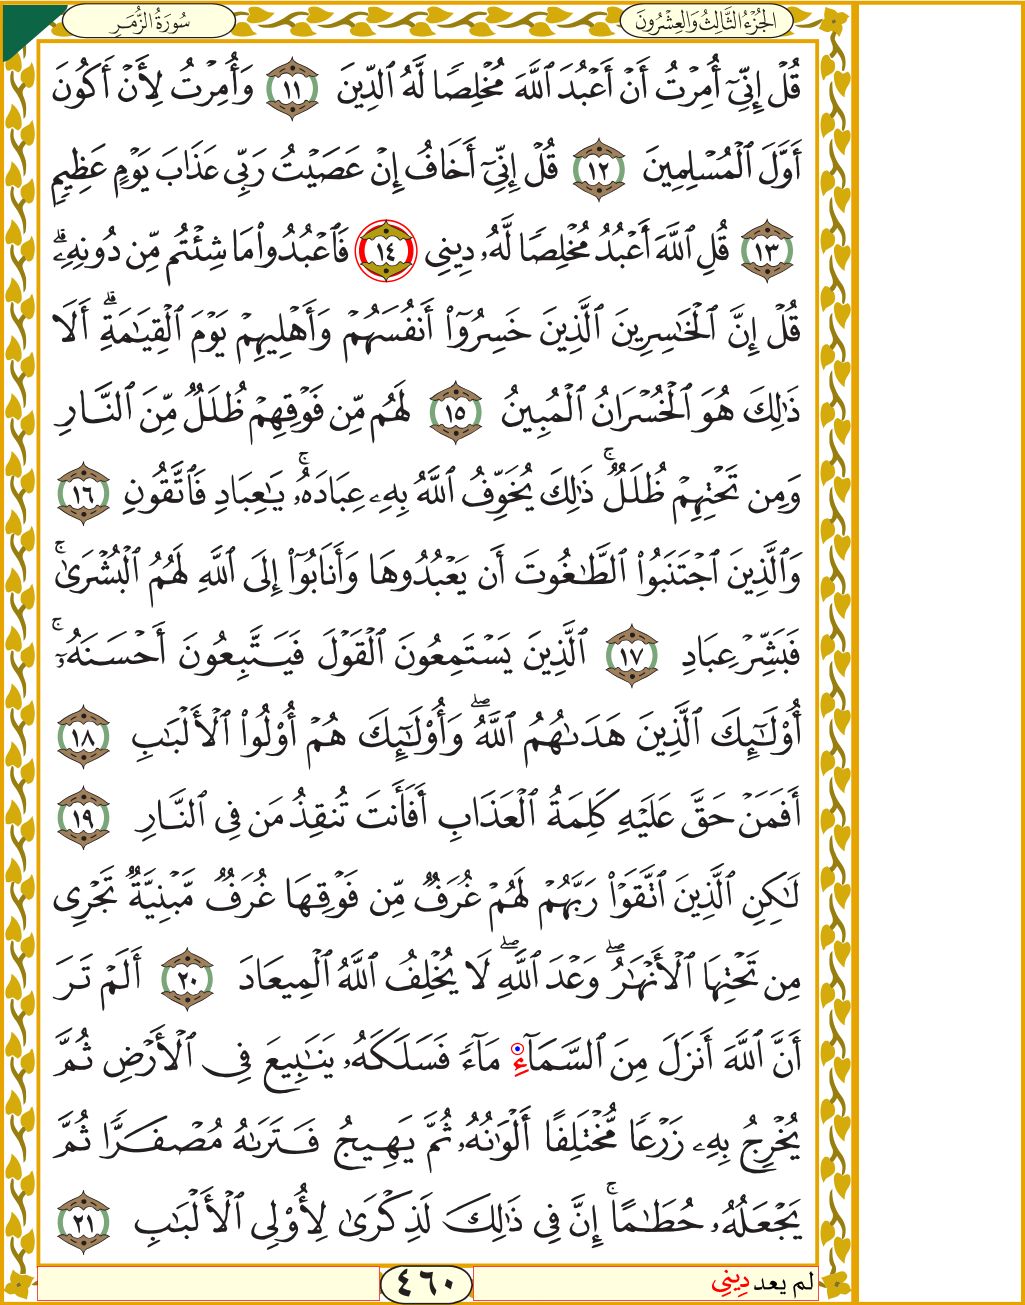 الجُزْءُ الثَّالِثُ وَالعِشْرُونَ
سُورَةُ الزُّمَر
قُلۡ إِنِّيٓ أُمِرۡتُ أَنۡ أَعۡبُدَ ٱللَّهَ مُخۡلِصٗا لَّهُ ٱلدِّينَ ١١ وَأُمِرۡتُ لِأَنۡ أَكُونَ
أَوَّلَ ٱلۡمُسۡلِمِينَ ١٢ قُلۡ إِنِّيٓ أَخَافُ إِنۡ عَصَيۡتُ رَبِّي عَذَابَ يَوۡمٍ عَظِيمٖ
١٣ قُلِ ٱللَّهَ أَعۡبُدُ مُخۡلِصٗا لَّهُۥ دِينِي ١٤ فَٱعۡبُدُواْ مَا شِئۡتُم مِّن دُونِهِۦۗ
قُلۡ إِنَّ ٱلۡخَٰسِرِينَ ٱلَّذِينَ خَسِرُوٓاْ أَنفُسَهُمۡ وَأَهۡلِيهِمۡ يَوۡمَ ٱلۡقِيَٰمَةِۗ أَلَا
ذَٰلِكَ هُوَ ٱلۡخُسۡرَانُ ٱلۡمُبِينُ ١٥ لَهُم مِّن فَوۡقِهِمۡ ظُلَلٞ مِّنَ ٱلنَّارِ
وَمِن تَحۡتِهِمۡ ظُلَلٞۚ ذَٰلِكَ يُخَوِّفُ ٱللَّهُ بِهِۦ عِبَادَهُۥۚ يَٰعِبَادِ فَٱتَّقُونِ ١٦
وَٱلَّذِينَ ٱجۡتَنَبُواْ ٱلطَّٰغُوتَ أَن يَعۡبُدُوهَا وَأَنَابُوٓاْ إِلَى ٱللَّهِ لَهُمُ ٱلۡبُشۡرَىٰۚ
فَبَشِّرۡ عِبَادِ ١٧ ٱلَّذِينَ يَسۡتَمِعُونَ ٱلۡقَوۡلَ فَيَتَّبِعُونَ أَحۡسَنَهُۥٓۚ
أُوْلَٰٓئِكَ ٱلَّذِينَ هَدَىٰهُمُ ٱللَّهُۖ وَأُوْلَٰٓئِكَ هُمۡ أُوْلُواْ ٱلۡأَلۡبَٰبِ ١٨
أَفَمَنۡ حَقَّ عَلَيۡهِ كَلِمَةُ ٱلۡعَذَابِ أَفَأَنتَ تُنقِذُ مَن فِي ٱلنَّارِ ١٩
لَٰكِنِ ٱلَّذِينَ ٱتَّقَوۡاْ رَبَّهُمۡ لَهُمۡ غُرَفٞ مِّن فَوۡقِهَا غُرَفٞ مَّبۡنِيَّةٞ تَجۡرِي
مِن تَحۡتِهَا ٱلۡأَنۡهَٰرُۖ وَعۡدَ ٱللَّهِۖ لَا يُخۡلِفُ ٱللَّهُ ٱلۡمِيعَادَ ٢٠ أَلَمۡ تَرَ
أَنَّ ٱللَّهَ أَنزَلَ مِنَ ٱلسَّمَآءِ مَآءٗ فَسَلَكَهُۥ يَنَٰبِيعَ فِي ٱلۡأَرۡضِ ثُمَّ
يُخۡرِجُ بِهِۦ زَرۡعٗا مُّخۡتَلِفًا أَلۡوَٰنُهُۥ ثُمَّ يَهِيجُ فَتَرَىٰهُ مُصۡفَرّٗا ثُمَّ
يَجۡعَلُهُۥ حُطَٰمًاۚ إِنَّ فِي ذَٰلِكَ لَذِكۡرَىٰ لِأُوْلِي ٱلۡأَلۡبَٰبِ ٢١
لم يعد دِينِي
٤٦٠